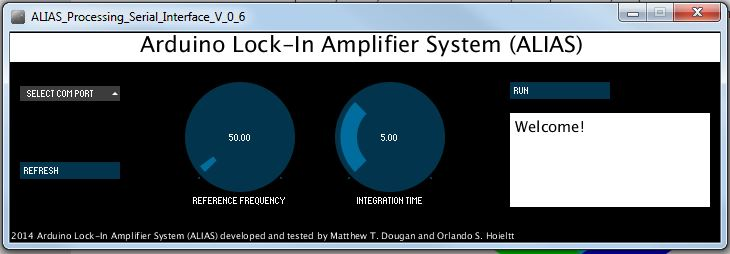 ALIAS_Processing_Serial_Interface_V_0_6
Arduino Lock-In Amplifier System (ALIAS)
SELECT COM PORT
RUN
50.00
5.00
Welcome!
REFRESH
REFERENCE FREQUENCY
INTEGRATION TIME
2014 Arduino Lock-In Amplifier System (ALIAS) developed and tested by Matthew T. Dougan and Orlando S. Hoieltt